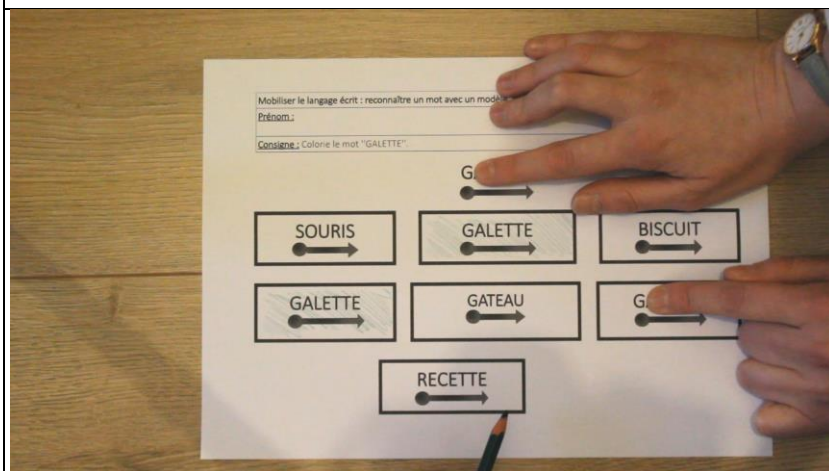 Mobiliser le langage écrit : reconnaître un mot avec un
Prénom :
Consigne : Colorie le mot "GALETTE".
G
SOURIS GALETTE BISCUIT
GALETTE GATEAU G
RECETTE